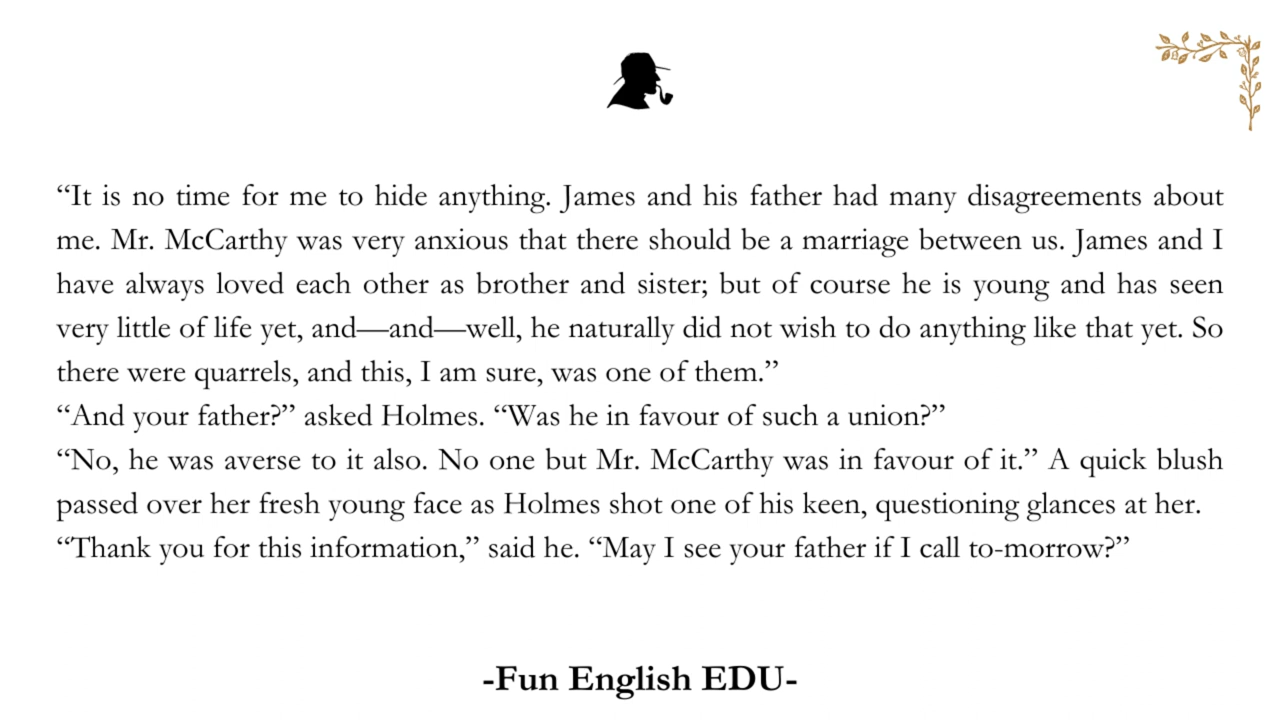 “It is no time for me to hide anything. James and his father had many disagreements about
me. Mr. McCarthy was very anxious that there should be a marriage between us. James and I
have always loved each other as brother and sister; but of course he is young and has seen
very little of life yet, and—and—well, he naturally did not wish to do anything like that yet. So
there were quarrels, and this, I am sure, was one of them.”
“And your father?” asked Holmes. “Was he in favour of such a union?”
“No, he was averse to it also. No one but Mr. McCarthy was in favour of it.” A quick blush
passed over her fresh young face as Holmes shot one of his keen, questioning glances at her.
“Thank you for this information,” said he. “May I see your father if I call to-morrow?”
-Fun English EDU-